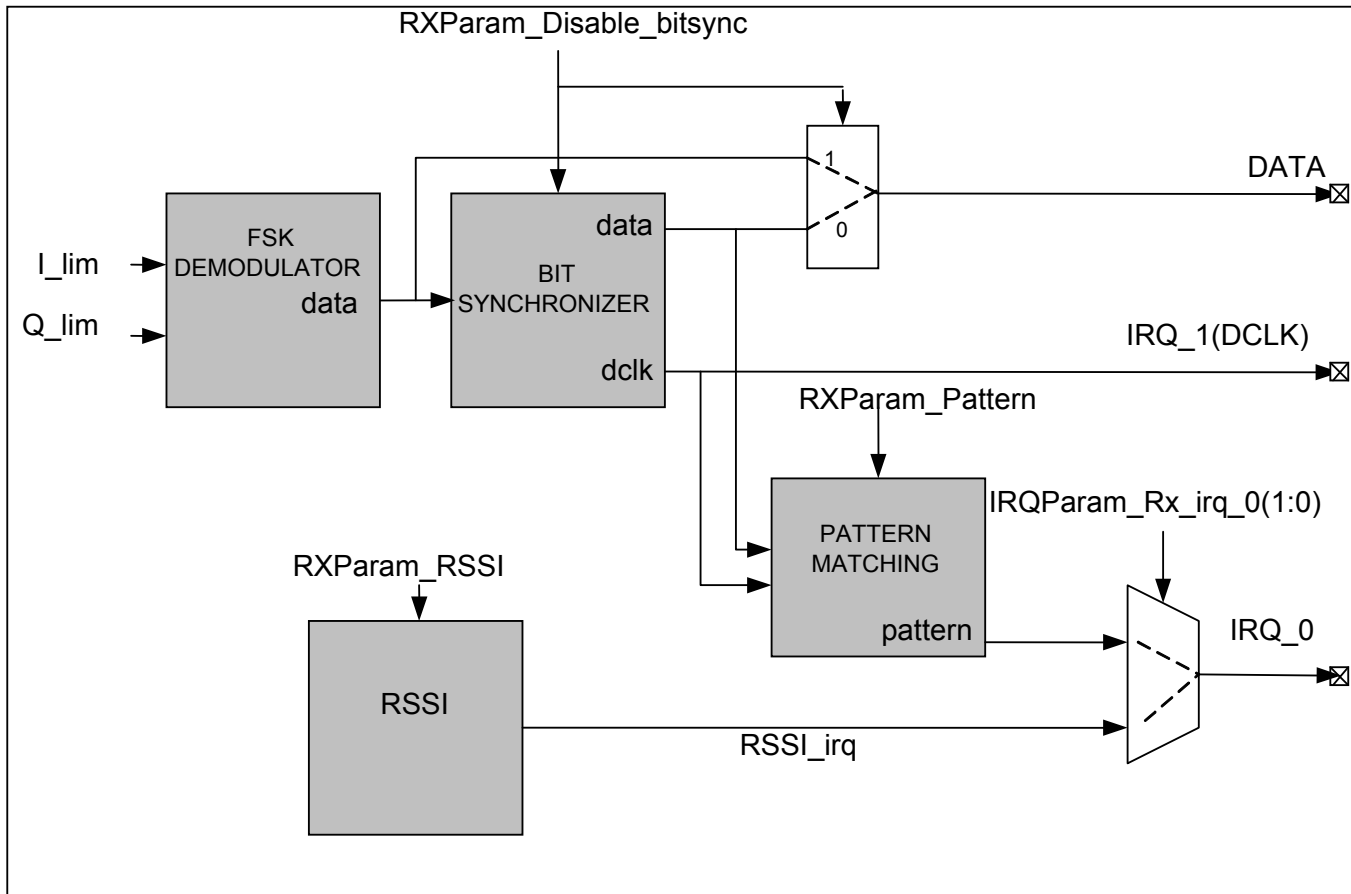 RXParam_Disable_bitsync
1
DATA
FSK
DEMODULATOR
data
I_lim
Q_lim
data
BIT
SYNCHRONIZER
dclk
0
IRQ_1(DCLK)
RXParam_Pattern
IRQParam_Rx_irq_0(1:0)
PATTERN
MATCHING
pattern
RXParam_RSSI
RSSI
RSSI_irq
IRQ_0